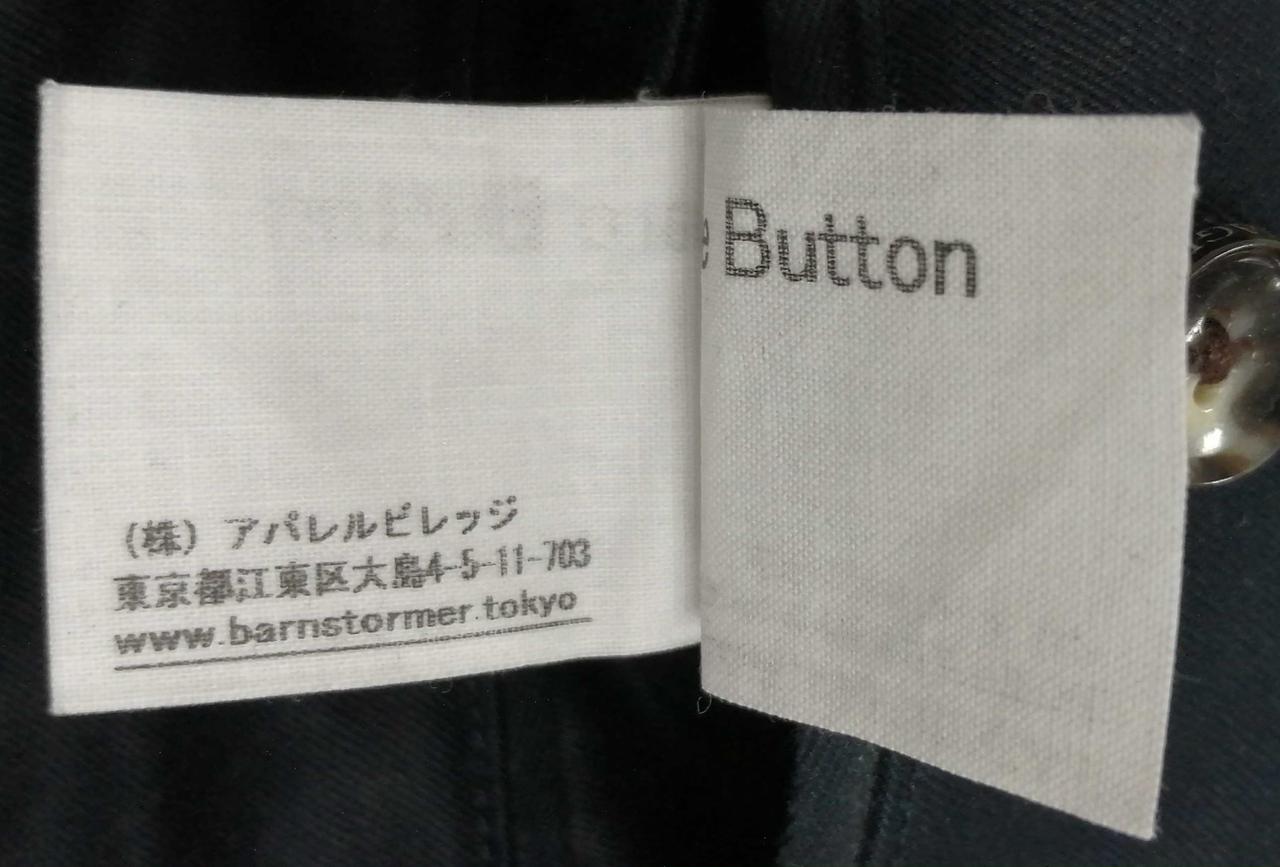 Button
(株) アパレルビレッジ
東京都江東区大島4-5-11-703
www.barnstormer.tokyo